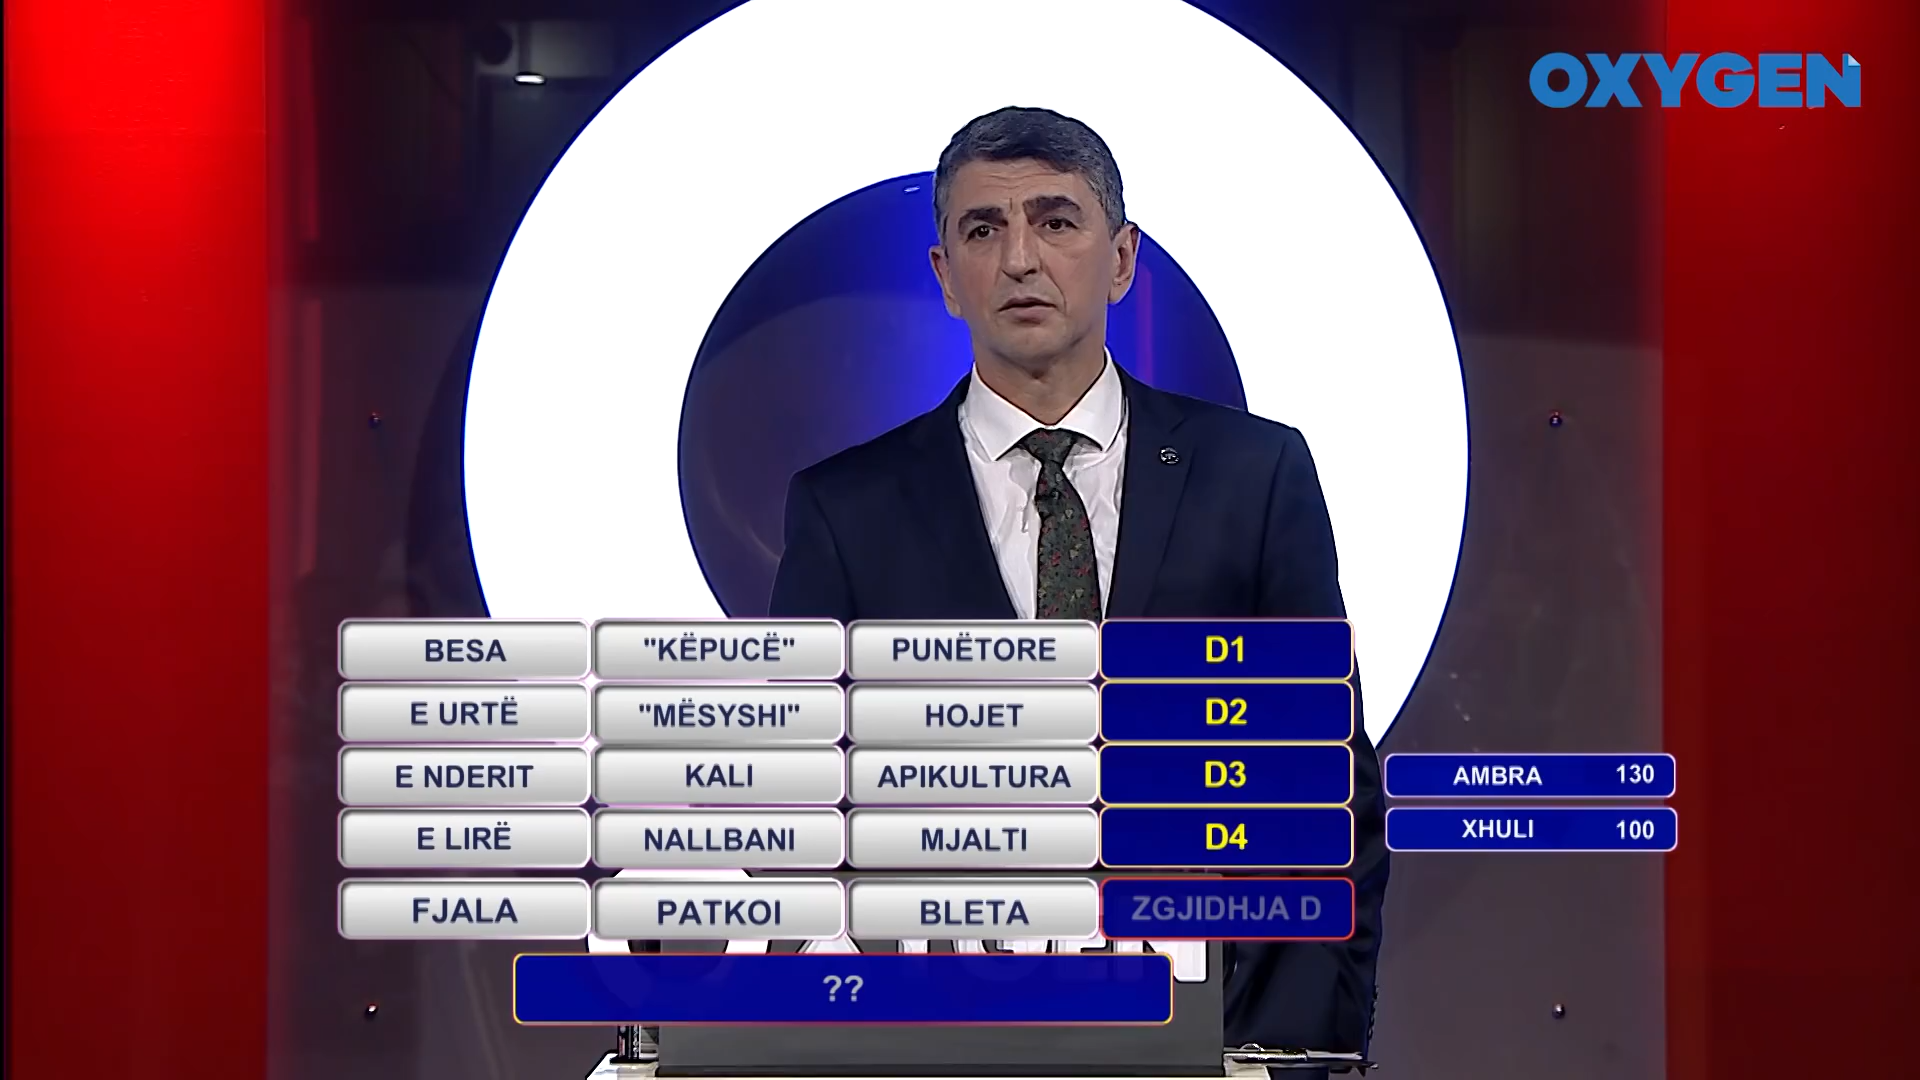 OXYGEN
BESA "KËPUCË" PUNËTORE D1
E URTË "MËSYSHI" HOJET D2
E NDERIT KALI APIKULTURA D3
E LIRË NALLBANI MJALTI D4
AMBRA 130
XHULI 100
FJALA PATKOI BLETA ZGJIDHJA D
??